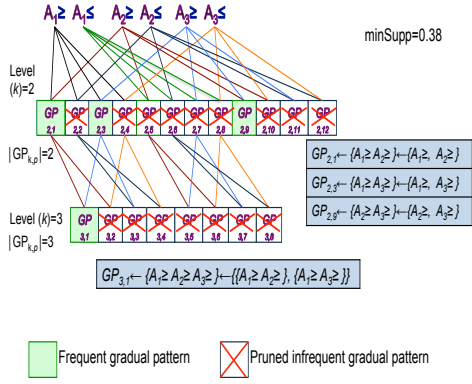 A₁≥ A₁≤ A₂≥ A₂≤ A₃≥ A₃≤
minSupp=0.38
Level
(k)=2
GP GP GP GP GP GP GP GP GP GP GP GP
2,1 2,2 2,3 2,4 2,5 2,6 2,7 2,8 2,9 2,10 2,11 2,12
|GPₖ,ₚ|=2
GP₂,₁← {A₁≥ A₂≥ }←{A₁≥, A₂≥ }
GP₂,₃← {A₁≥ A₃≥ }←{A₁≥, A₃≥ }
GP₂,₉← {A₂≥ A₃≥ }←{A₂≥, A₃≥ }
Level (k)=3
|GPₖ,ₚ|=3
GP GP GP GP GP GP GP GP
3,1 3,2 3,3 3,4 3,5 3,6 3,7 3,8
GP₃,₁← {A₁≥ A₂≥ A₃≥ }←{{A₁≥ A₂≥ }, {A₁≥ A₃≥ }}
Frequent gradual pattern
Pruned infrequent gradual pattern